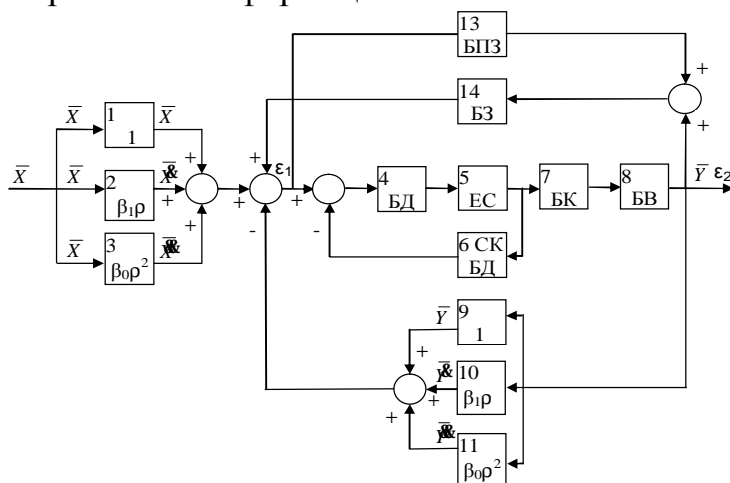 13
БПЗ
14
БЗ
+
+
X̅
1
1
X̅
X̅
X̅
2
β₁ρ
X̅&
X̅
3
β₀ρ²
X̅&&
+
+
+
+
+
ε₁
-
+
-
4
БД
5
ЕС
7
БК
8
БВ
Y̅ ε₂
6 СК
БД
Y̅
9
1
Y̅&
10
β₁ρ
Y̅&&
11
β₀ρ²
+
+
+